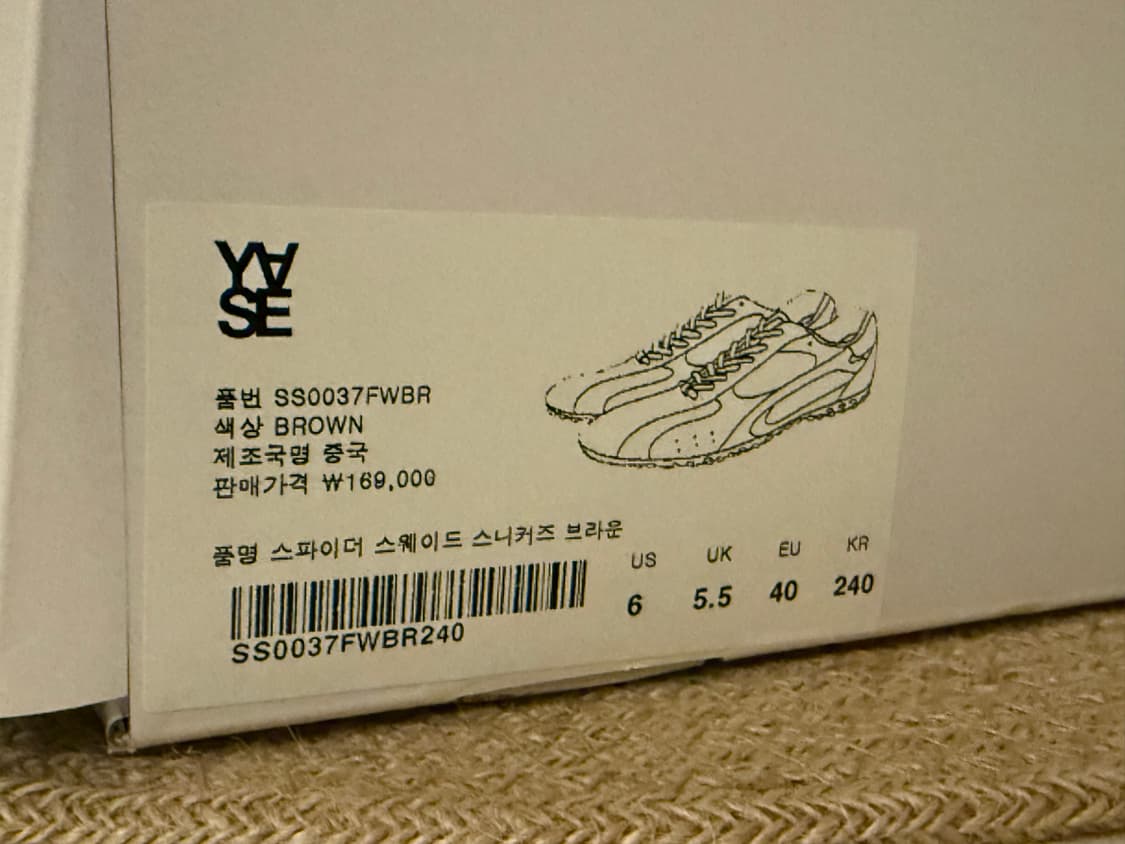 YASE
품번 SS0037FWBR
색상 BROWN
제조국명 중국
판매가격 ₩169,000
품명 스파이더 스웨이드 스니커즈 브라운
US UK EU KR
6 5.5 40 240
SS0037FWBR240